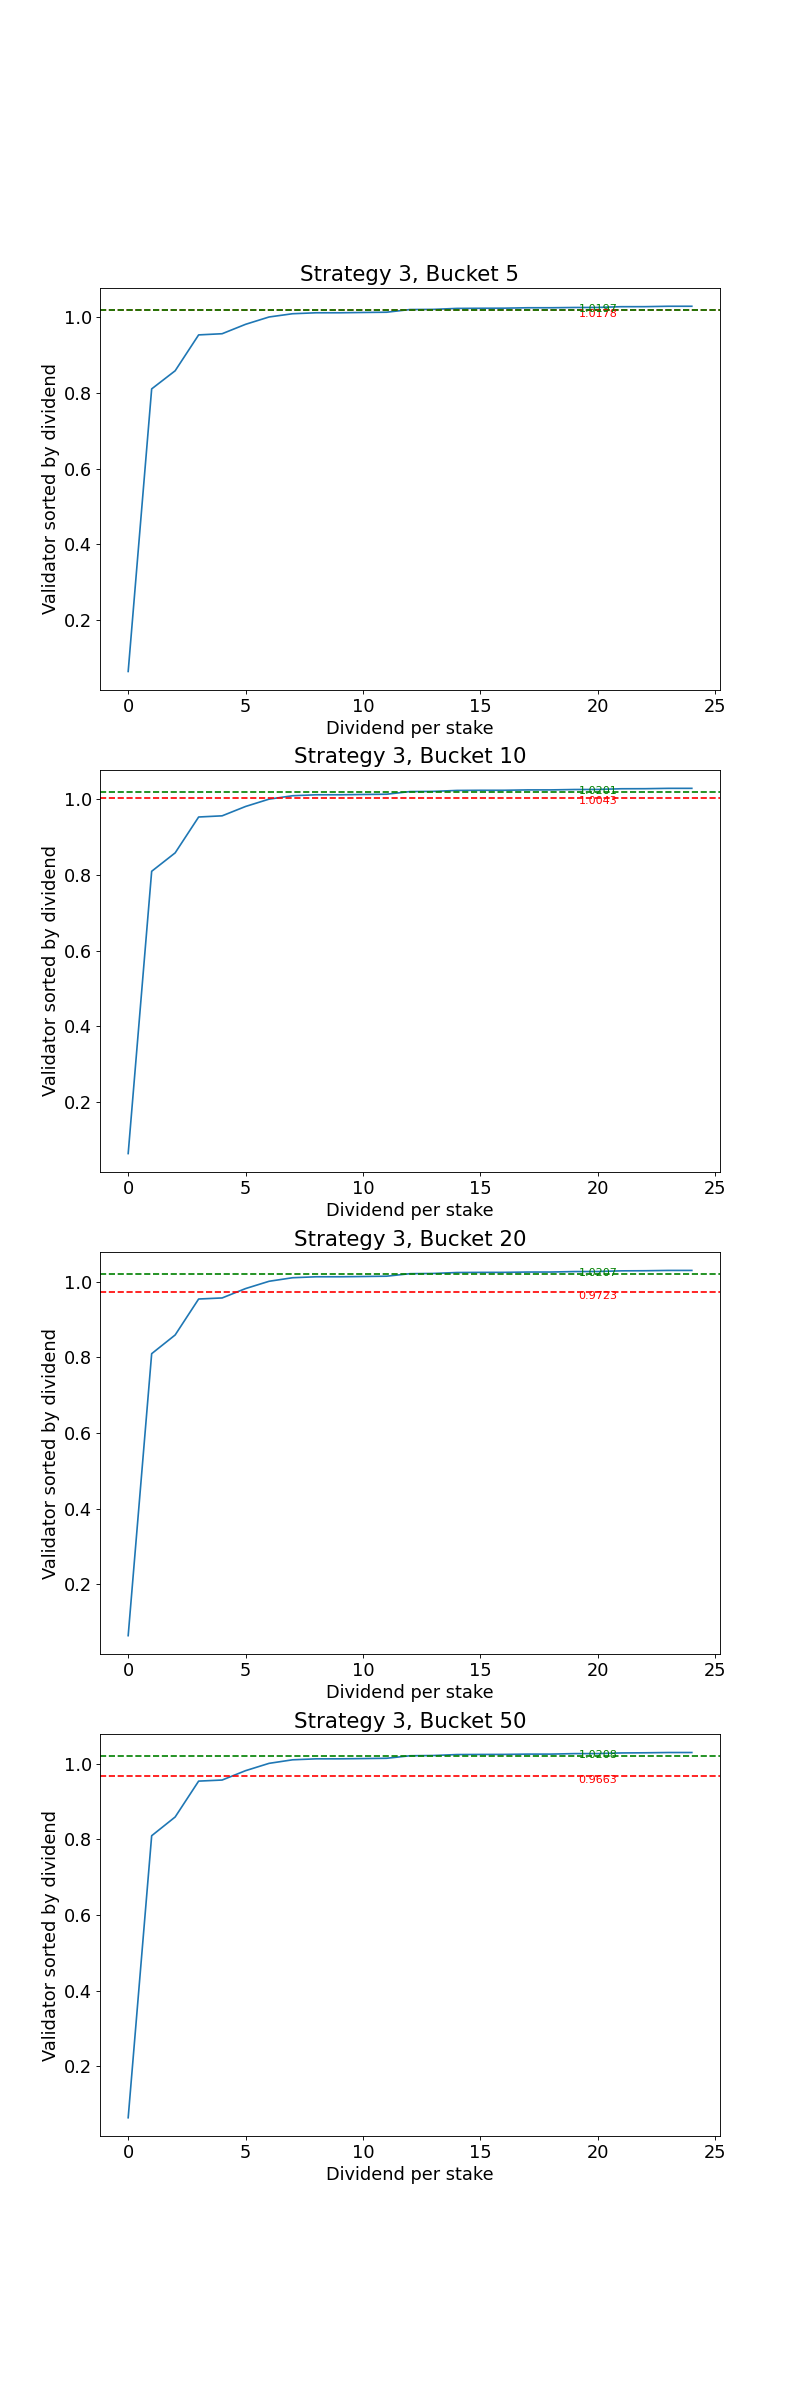 Strategy 3, Bucket 5
Validator sorted by dividend
1.0
0.8
0.6
0.4
0.2
1.0197
1.0178
0 5 10 15 20 25
Dividend per stake
Strategy 3, Bucket 10
Validator sorted by dividend
1.0
0.8
0.6
0.4
0.2
1.0201
1.0043
0 5 10 15 20 25
Dividend per stake
Strategy 3, Bucket 20
Validator sorted by dividend
1.0
0.8
0.6
0.4
0.2
1.0207
0.9723
0 5 10 15 20 25
Dividend per stake
Strategy 3, Bucket 50
Validator sorted by dividend
1.0
0.8
0.6
0.4
0.2
1.0208
0.9663
0 5 10 15 20 25
Dividend per stake